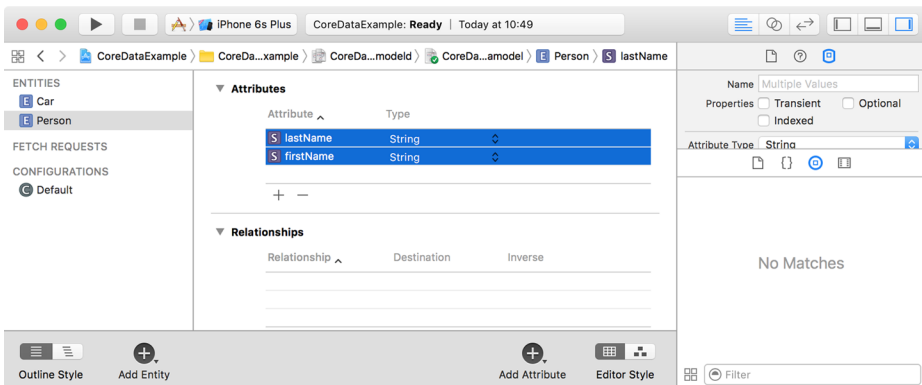 iPhone 6s Plus CoreDataExample: Ready | Today at 10:49
CoreDataExample CoreDa...xample CoreDa...modeld CoreDa...amodel E Person S lastName
ENTITIES
E Car
E Person
FETCH REQUESTS
CONFIGURATIONS
C Default
Attributes
Attribute Type
S lastName String
S firstName String
Relationships
Relationship Destination Inverse
Outline Style Add Entity Add Attribute Editor Style
Name Multiple Values
Properties Transient Optional
Indexed
Attribute Type String
No Matches
Filter